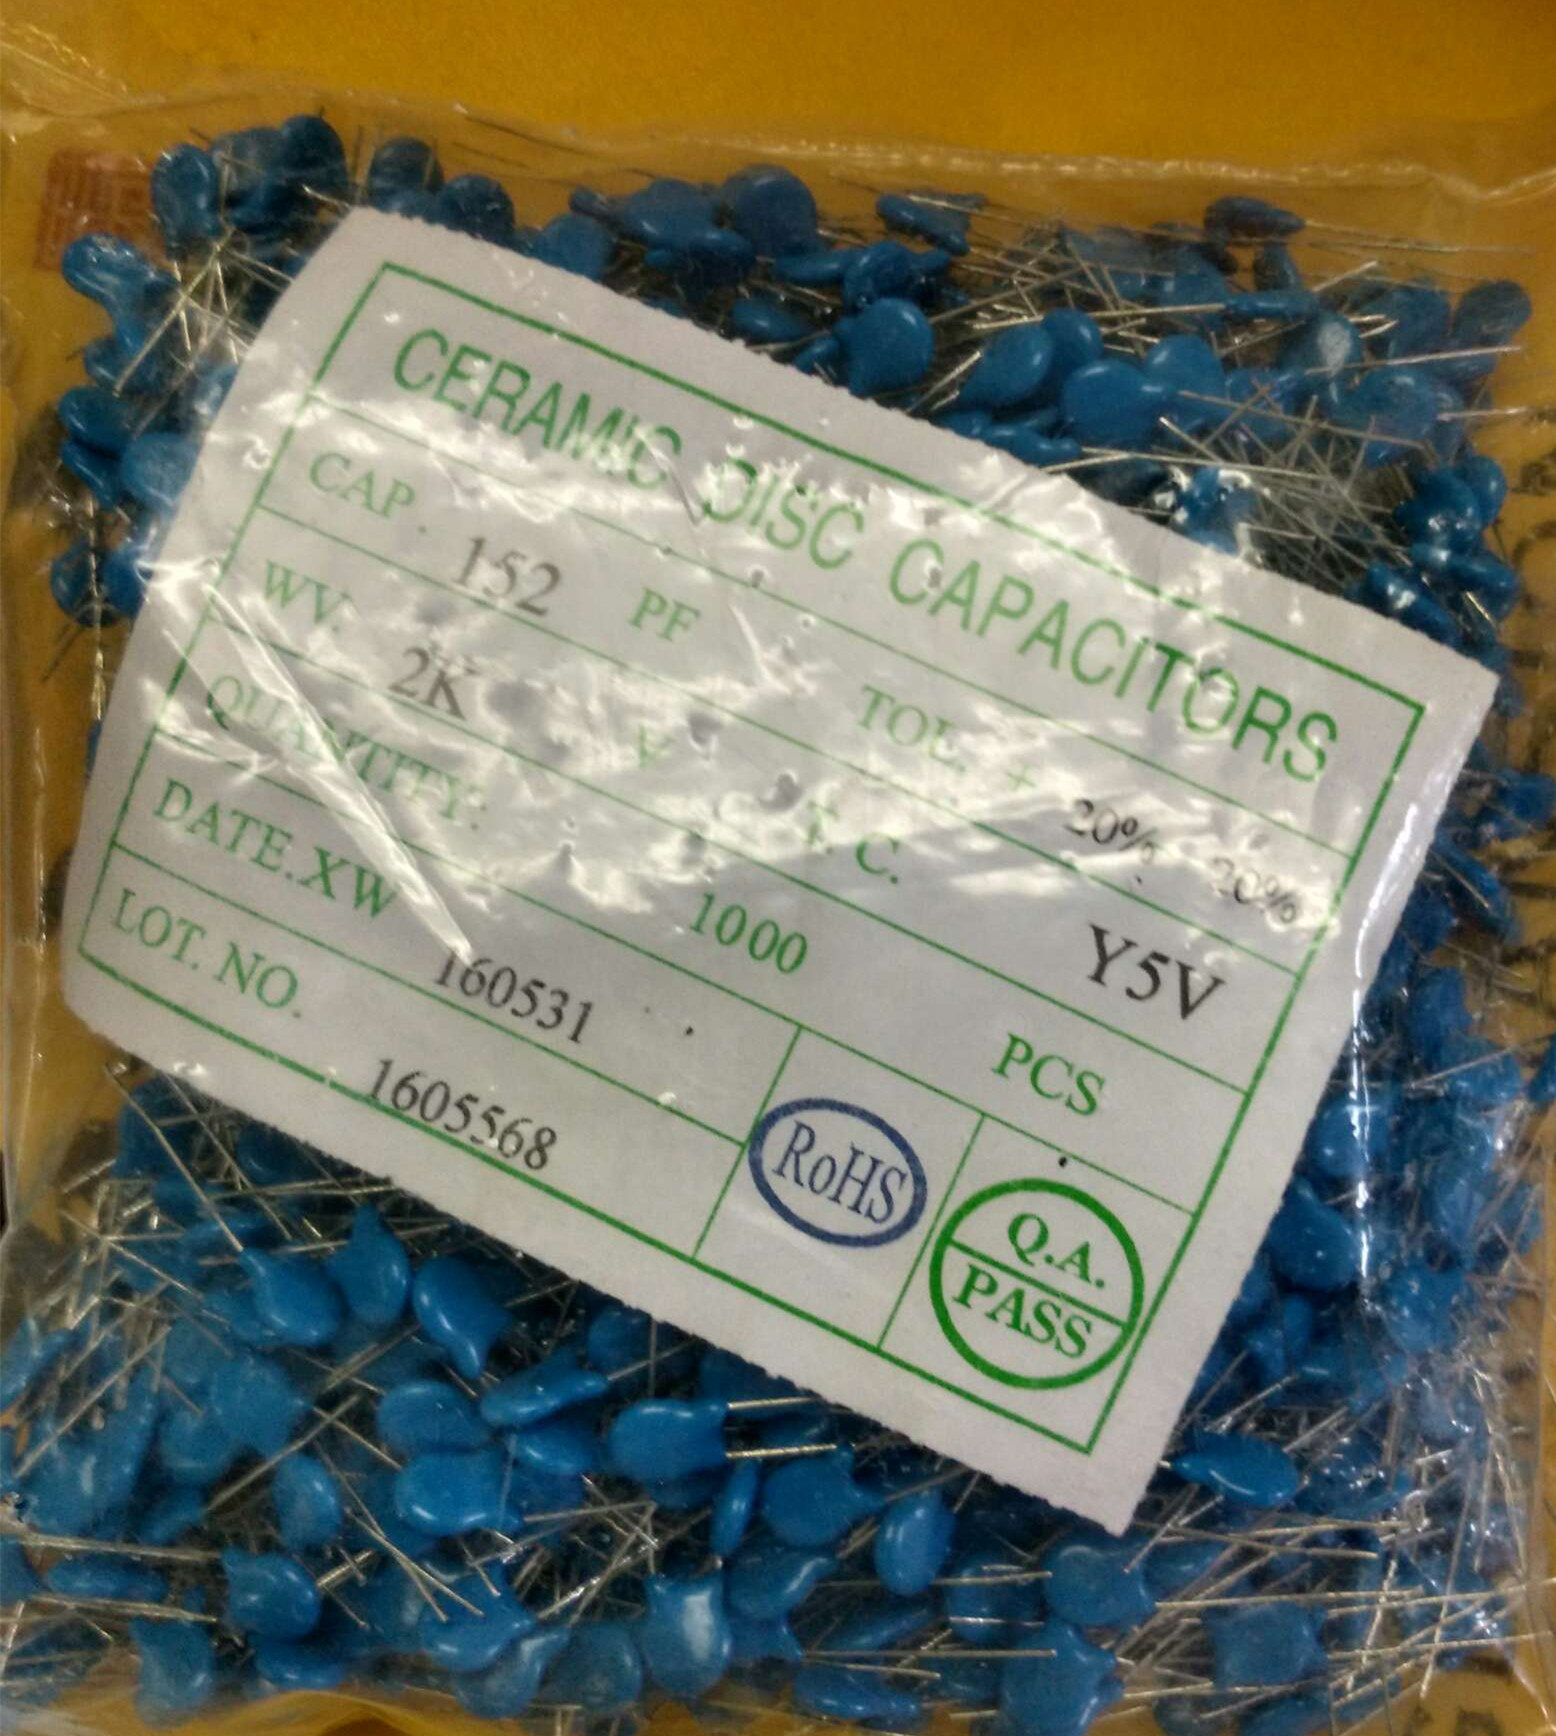 CERAMIC DISC CAPACITORS
CAP. 152 PF TOL. + 20% - 20%
WV. 2K V T. C. Y5V
QUANTITY: 1000 PCS
DATE.XW 160531
LOT. NO. 1605568
RoHS
Q.A.
PASS